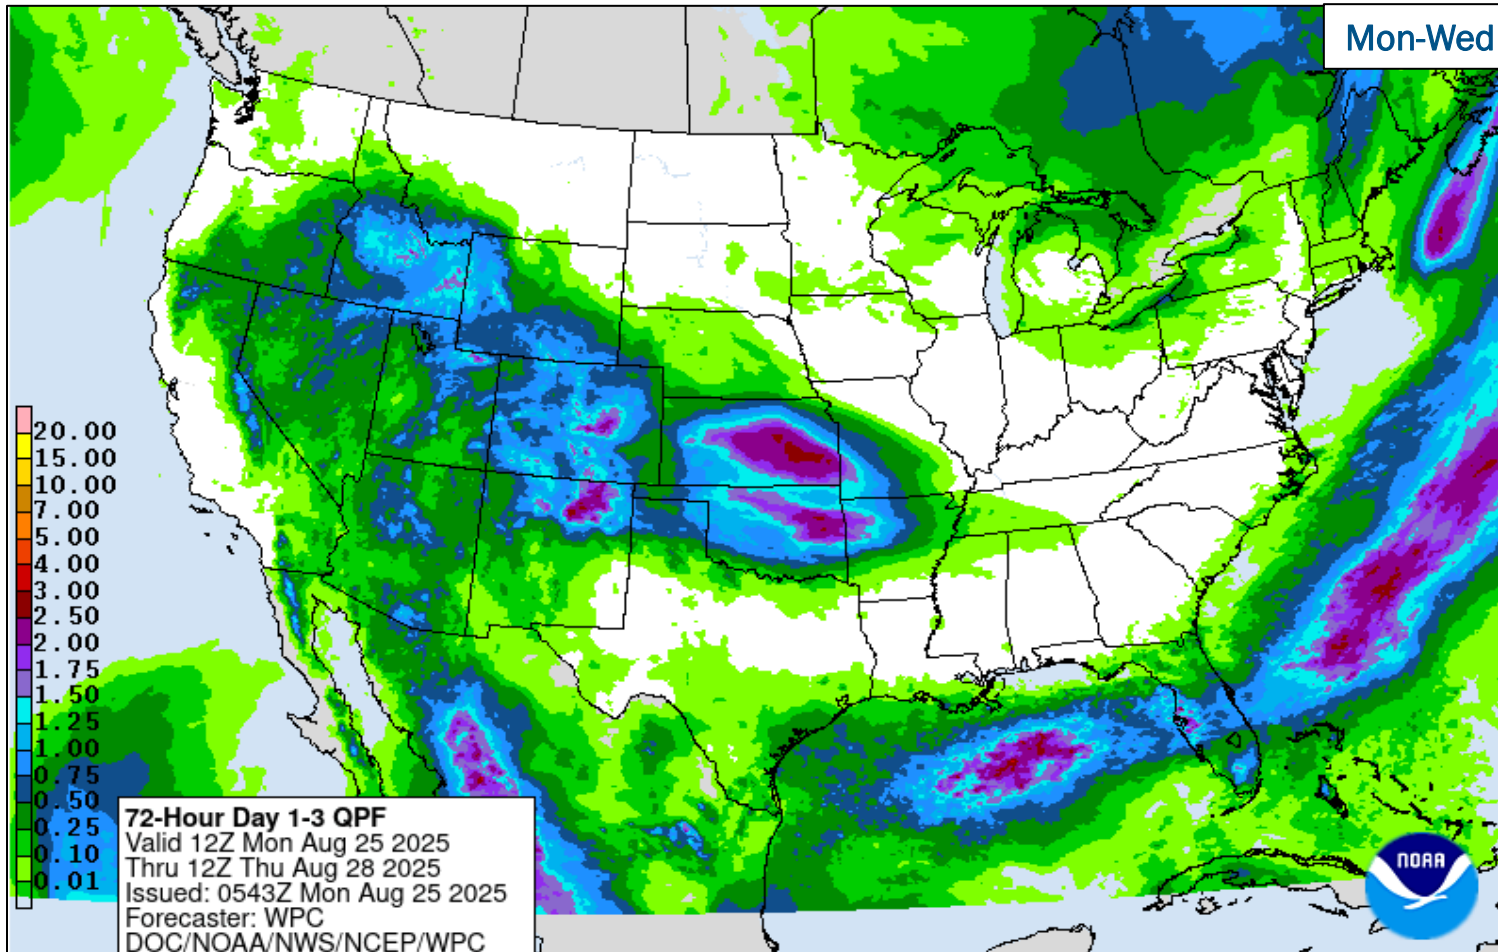 Mon-Wed
20.00
15.00
10.00
7.00
5.00
4.00
3.00
2.50
2.00
1.75
1.50
1.25
1.00
0.75
0.50
0.25
0.10
0.01
72-Hour Day 1-3 QPF
Valid 12Z Mon Aug 25 2025
Thru 12Z Thu Aug 28 2025
Issued: 0543Z Mon Aug 25 2025
Forecaster: WPC
DOC/NOAA/NWS/NCEP/WPC
NOAA